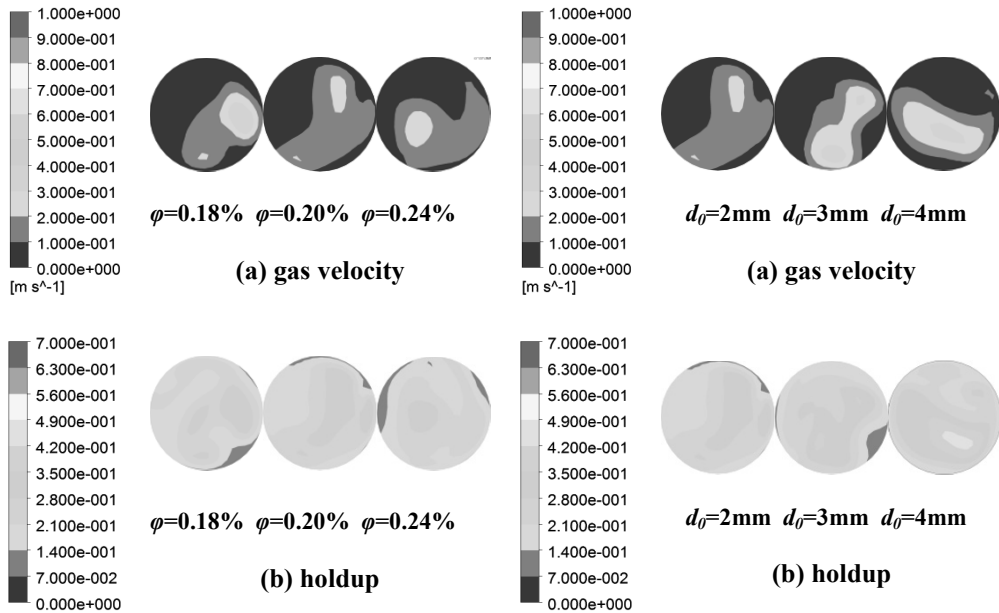 1.000e+000
9.000e-001
8.000e-001
7.000e-001
6.000e-001
5.000e-001
4.000e-001
3.000e-001
2.000e-001
1.000e-001
0.000e+000
[m s^-1]
φ=0.18% φ=0.20% φ=0.24%
(a) gas velocity
1.000e+000
9.000e-001
8.000e-001
7.000e-001
6.000e-001
5.000e-001
4.000e-001
3.000e-001
2.000e-001
1.000e-001
0.000e+000
[m s^-1]
d0=2mm d0=3mm d0=4mm
(a) gas velocity
7.000e-001
6.300e-001
5.600e-001
4.900e-001
4.200e-001
3.500e-001
2.800e-001
2.100e-001
1.400e-001
7.000e-002
0.000e+000
φ=0.18% φ=0.20% φ=0.24%
(b) holdup
7.000e-001
6.300e-001
5.600e-001
4.900e-001
4.200e-001
3.500e-001
2.800e-001
2.100e-001
1.400e-001
7.000e-002
0.000e+000
d0=2mm d0=3mm d0=4mm
(b) holdup